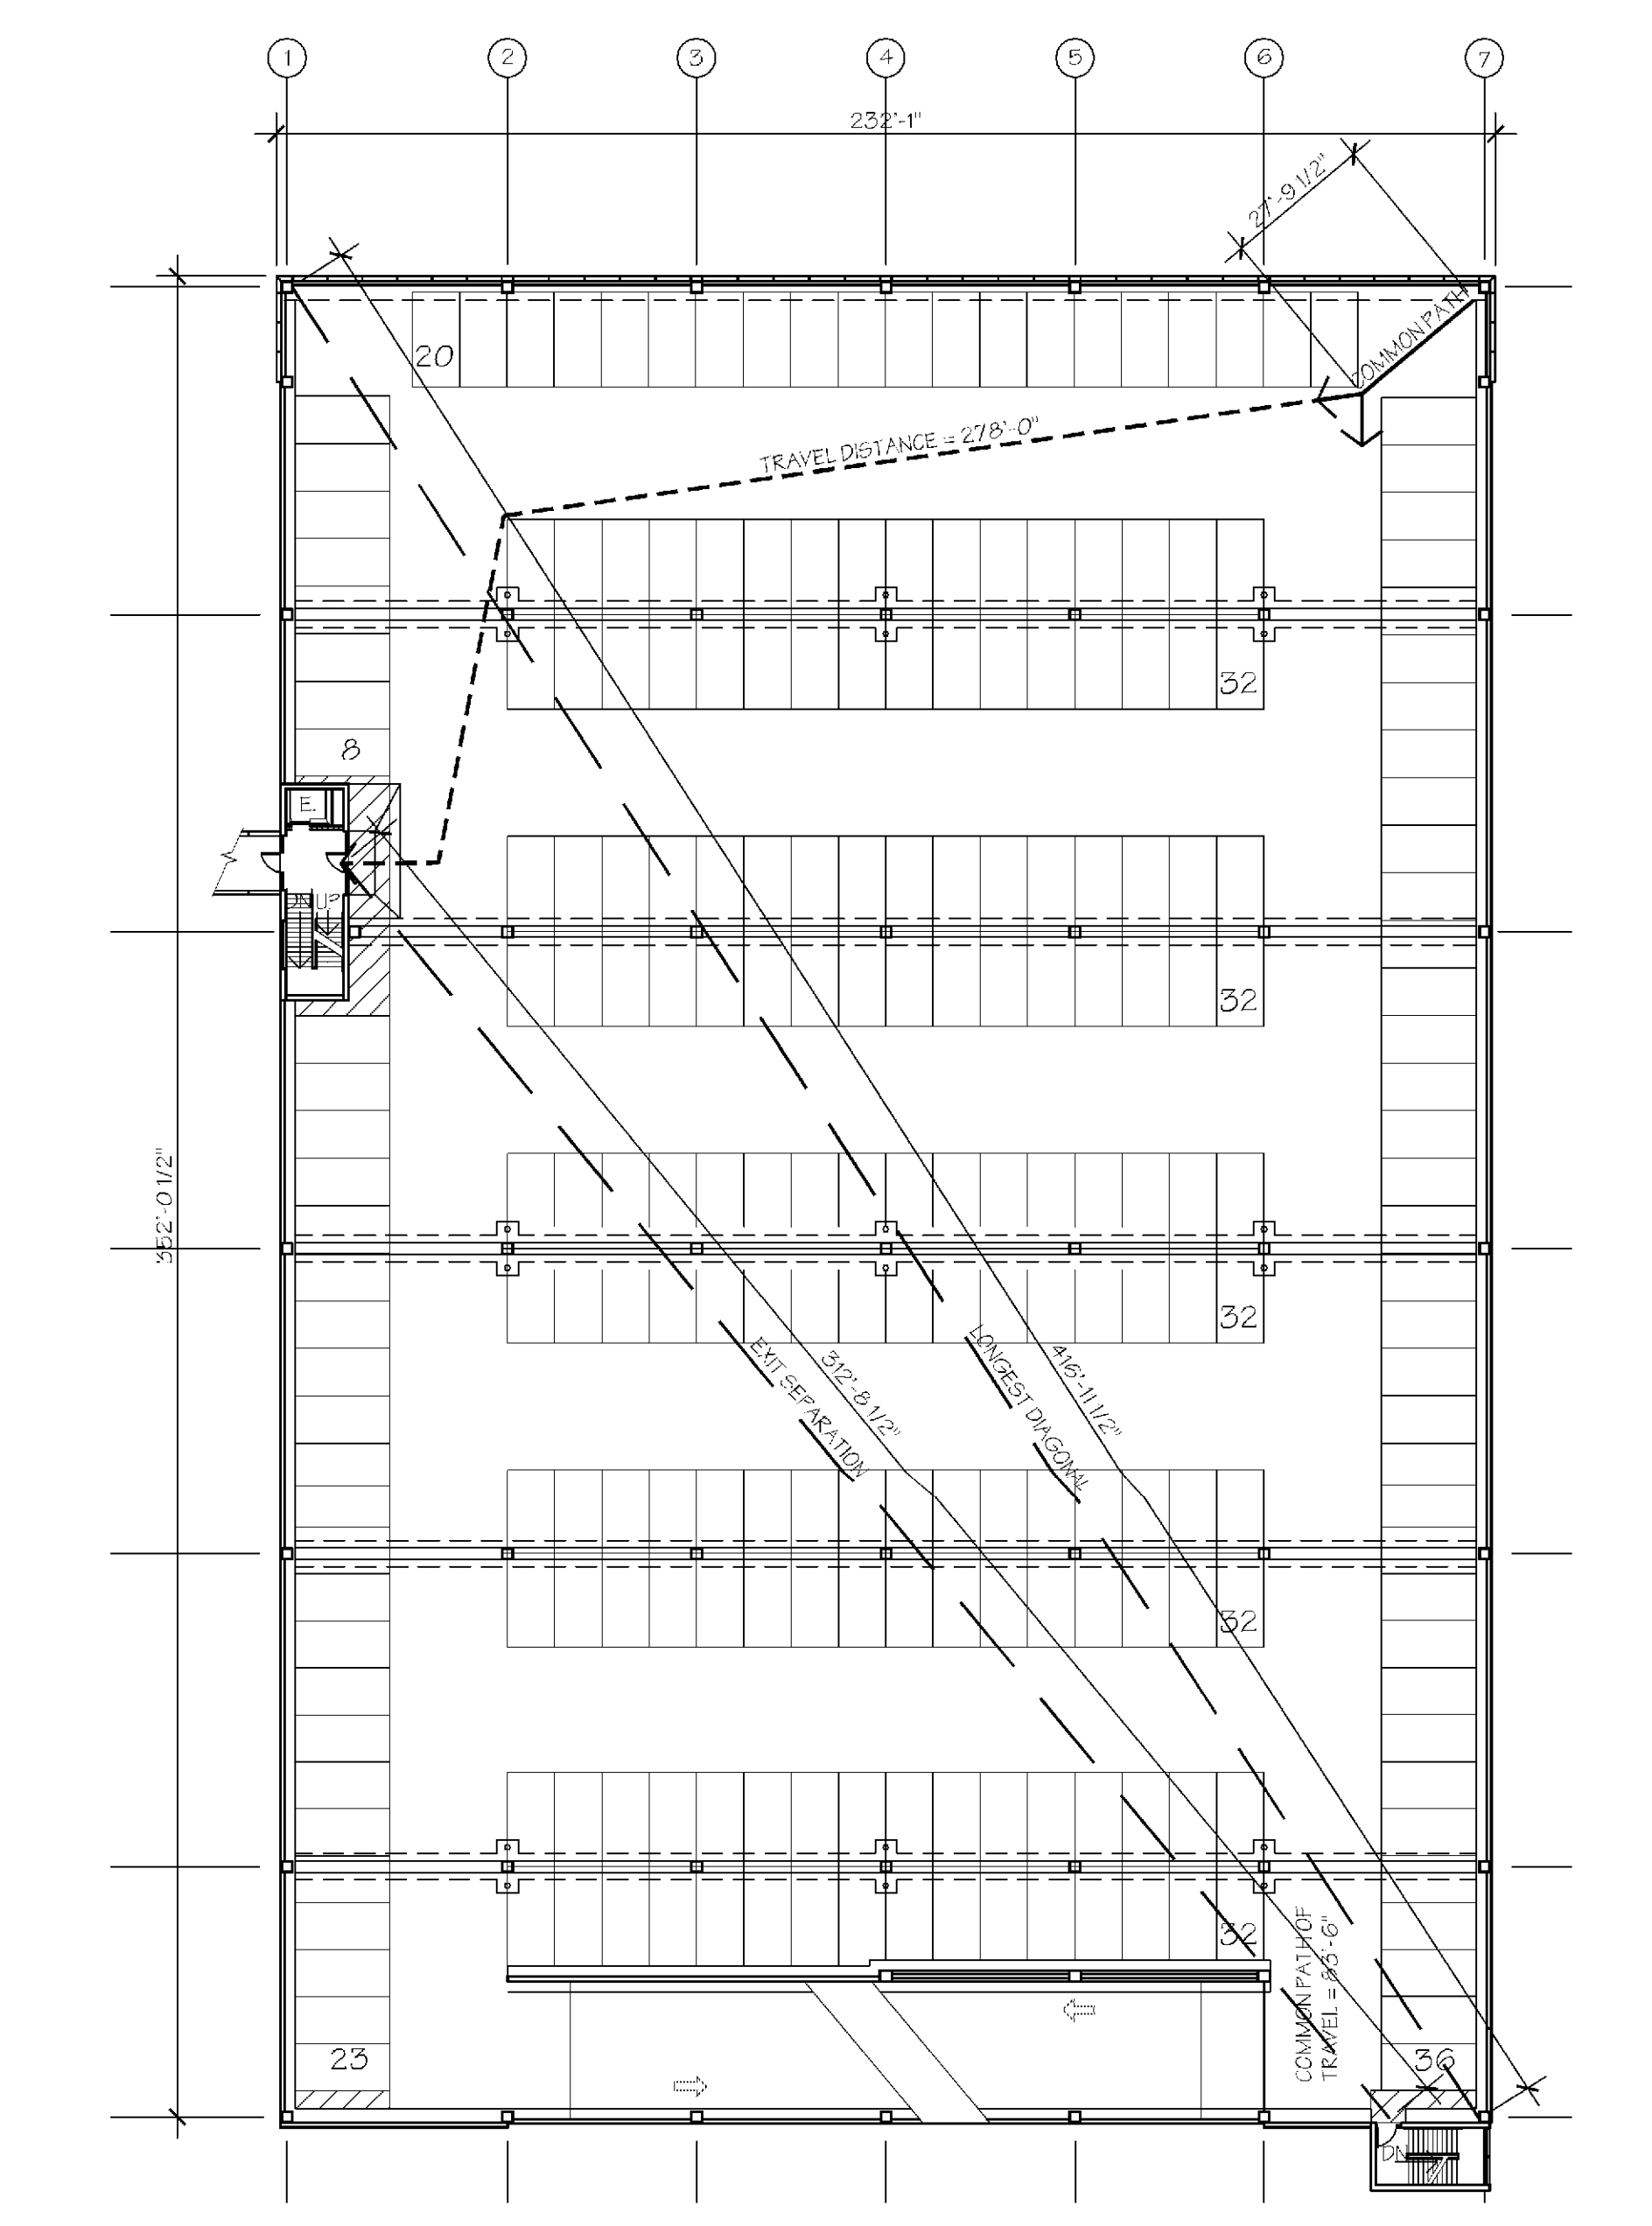 1 2 3 4 5 6 7
232'-1"
27'-9 1/2"
COMMON PATH
20
TRAVEL DISTANCE = 278'-0"
32
8
E.
DN UP
32
352'-0 1/2"
32
EXIT SEPARATION
312'-8 1/2"
LONGEST DIAGONAL
416'-11 1/2"
32
32
COMMON PATH OF
TRAVEL = 83'-6"
23
36
DN